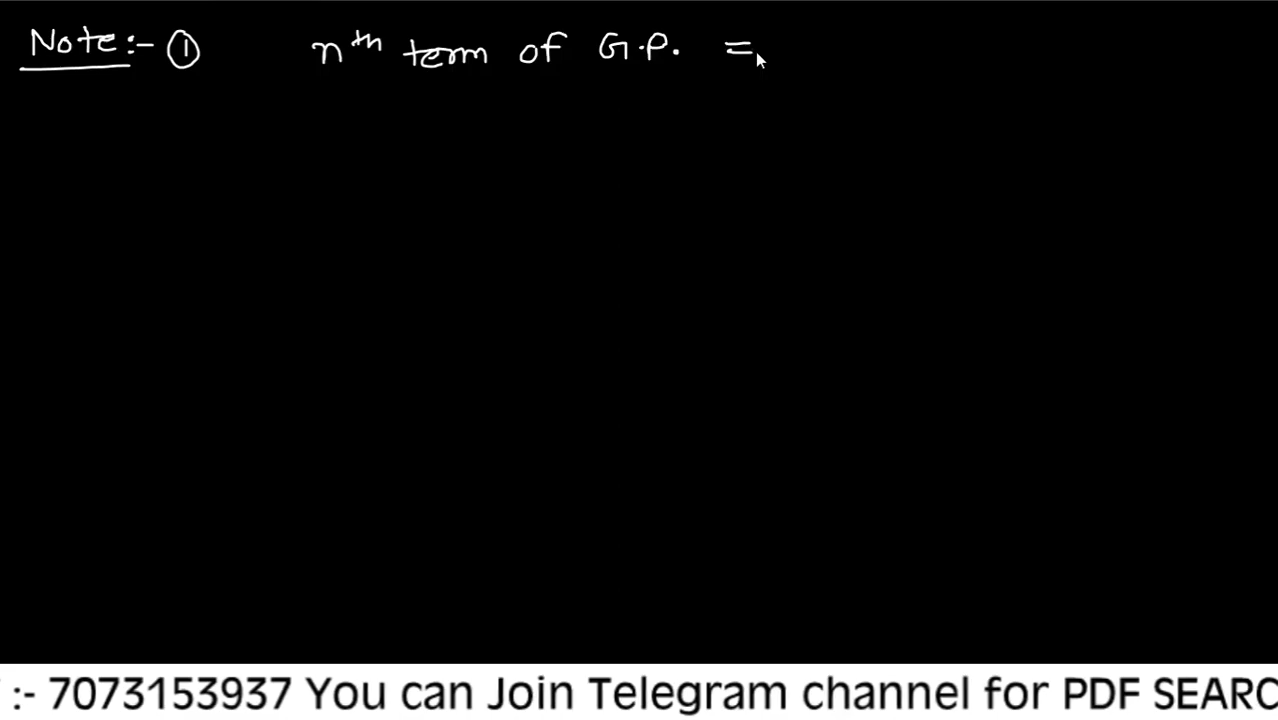 Note:- ① nth term of G.P. =
:- 7073153937 You can Join Telegram channel for PDF SEARC